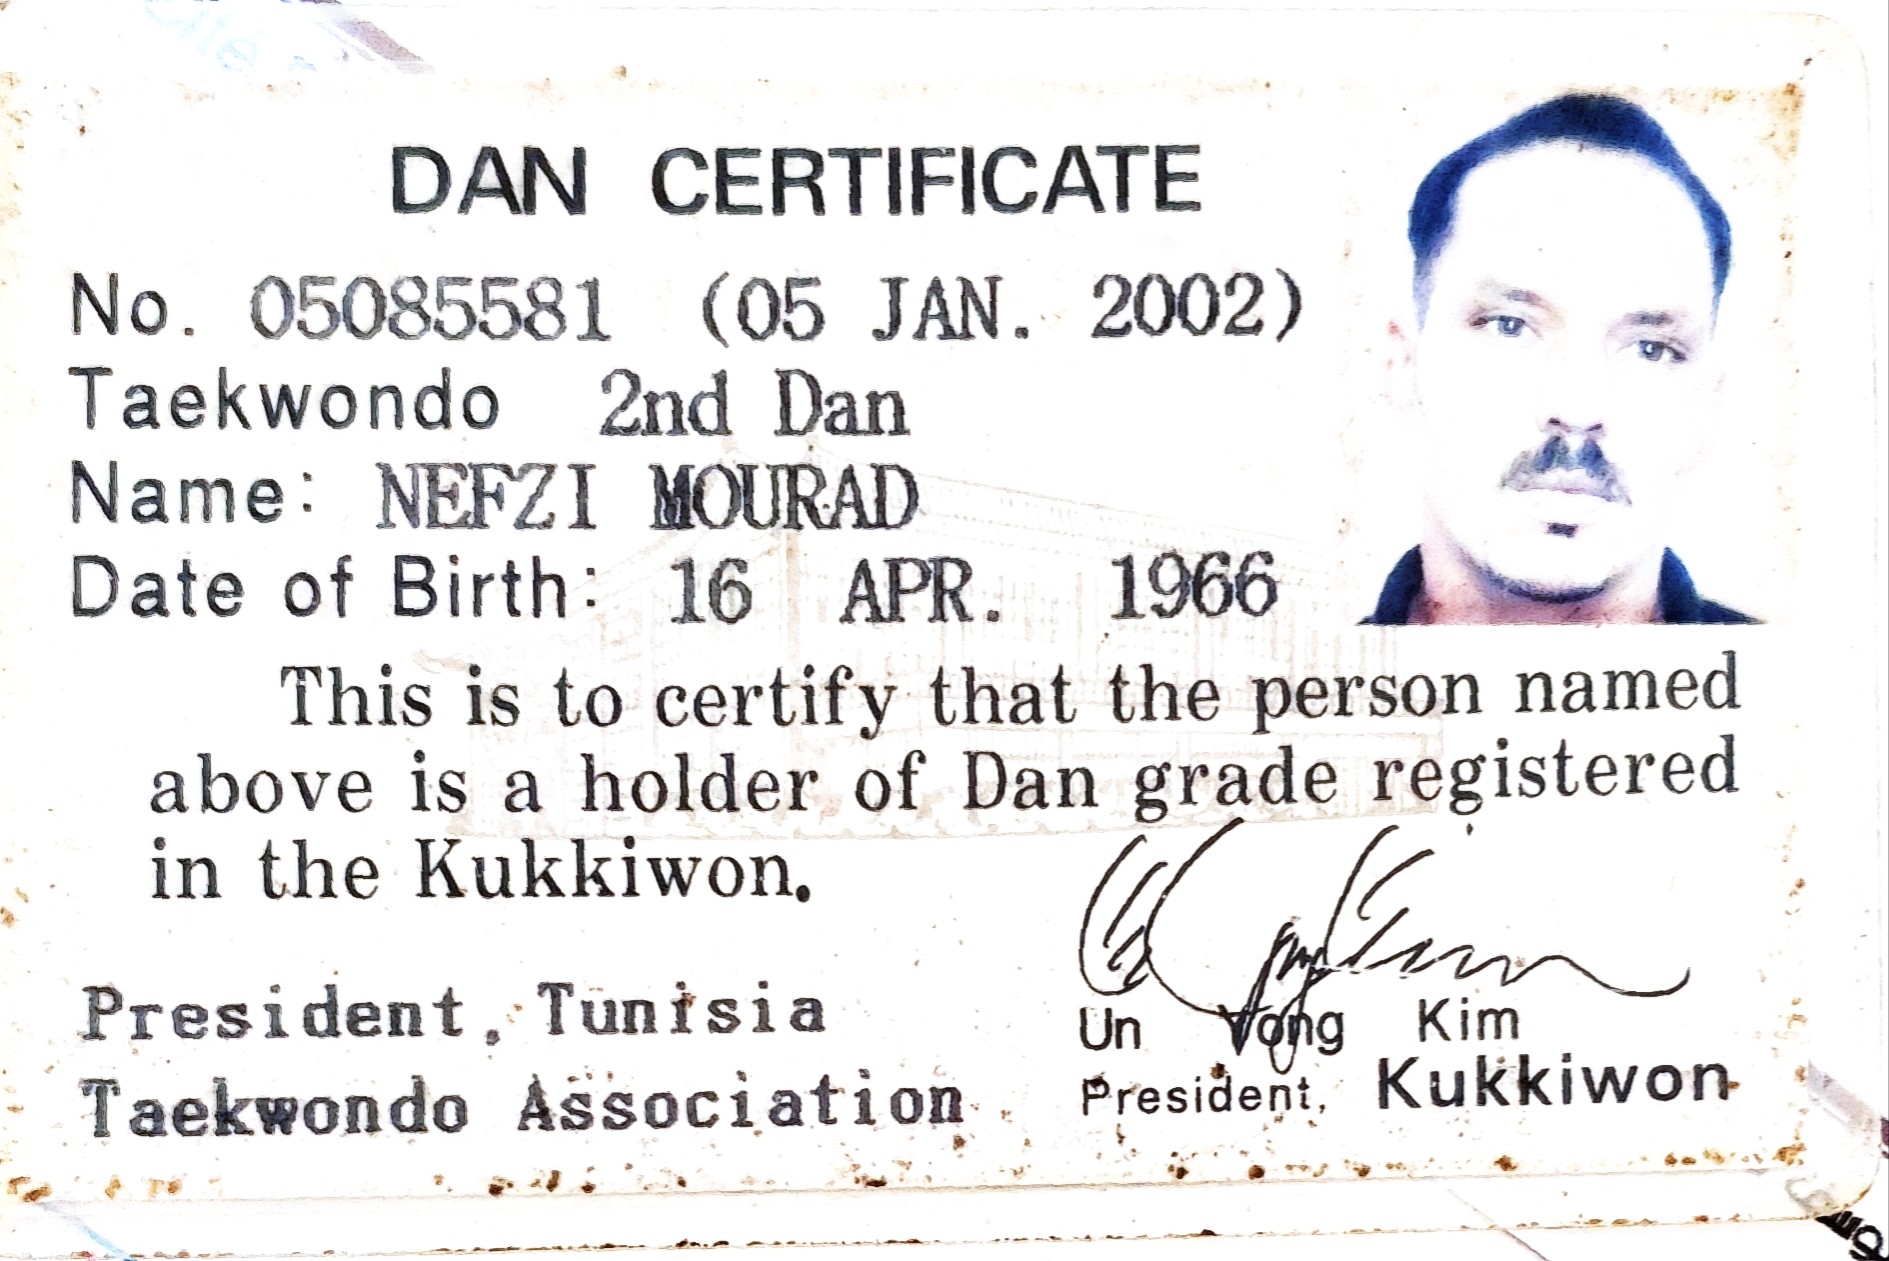 DAN CERTIFICATE
No. 05085581 (05 JAN. 2002)
Taekwondo 2nd Dan
Name: NEFZI MOURAD
Date of Birth: 16 APR. 1966
This is to certify that the person named
above is a holder of Dan grade registered
in the Kukkiwon.
President, Tunisia
Taekwondo Association
Un Yong Kim
President, Kukkiwon